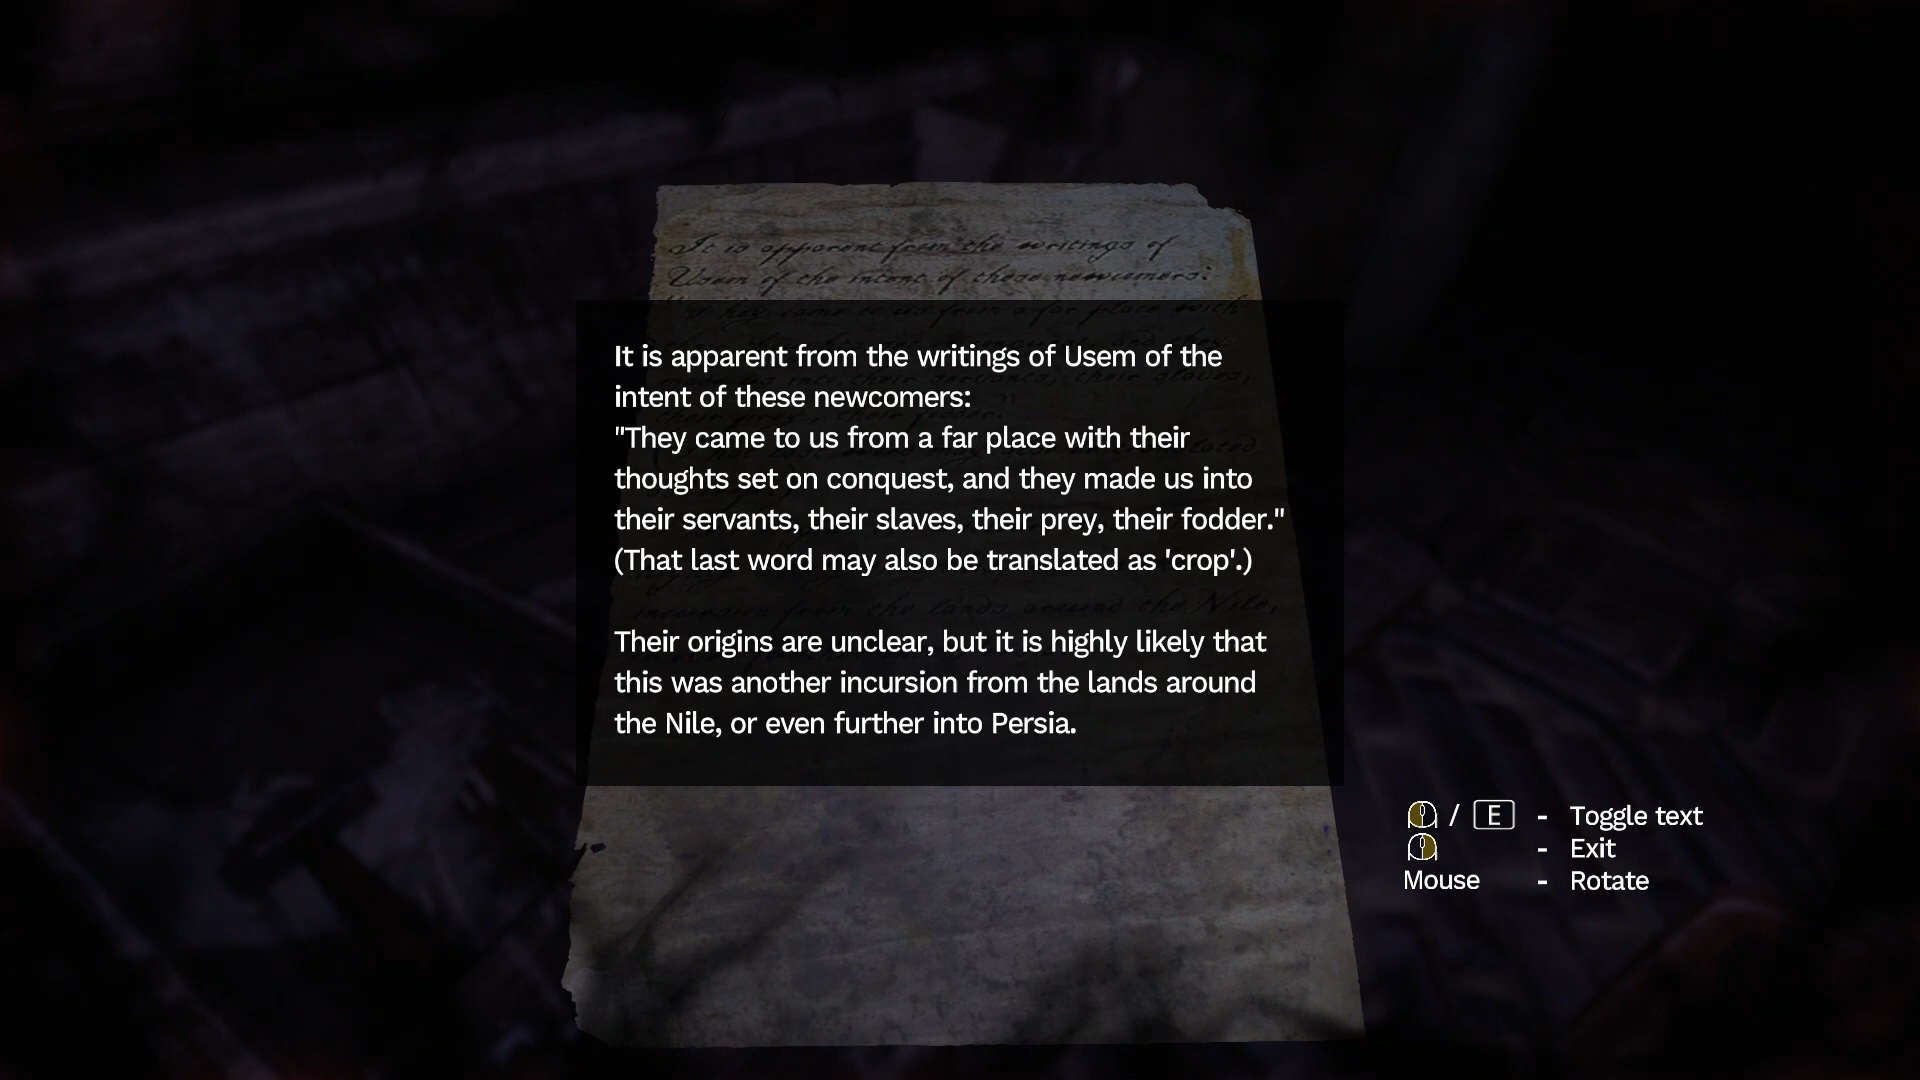 It is apparent from the writings of
Usem of the intent of these newcomers:
It is apparent from the writings of Usem of the
intent of these newcomers:
"They came to us from a far place with their
thoughts set on conquest, and they made us into
their servants, their slaves, their prey, their fodder."
(That last word may also be translated as 'crop'.)
Their origins are unclear, but it is highly likely that
this was another incursion from the lands around
the Nile, or even further into Persia.
/ E - Toggle text
- Exit
Mouse - Rotate